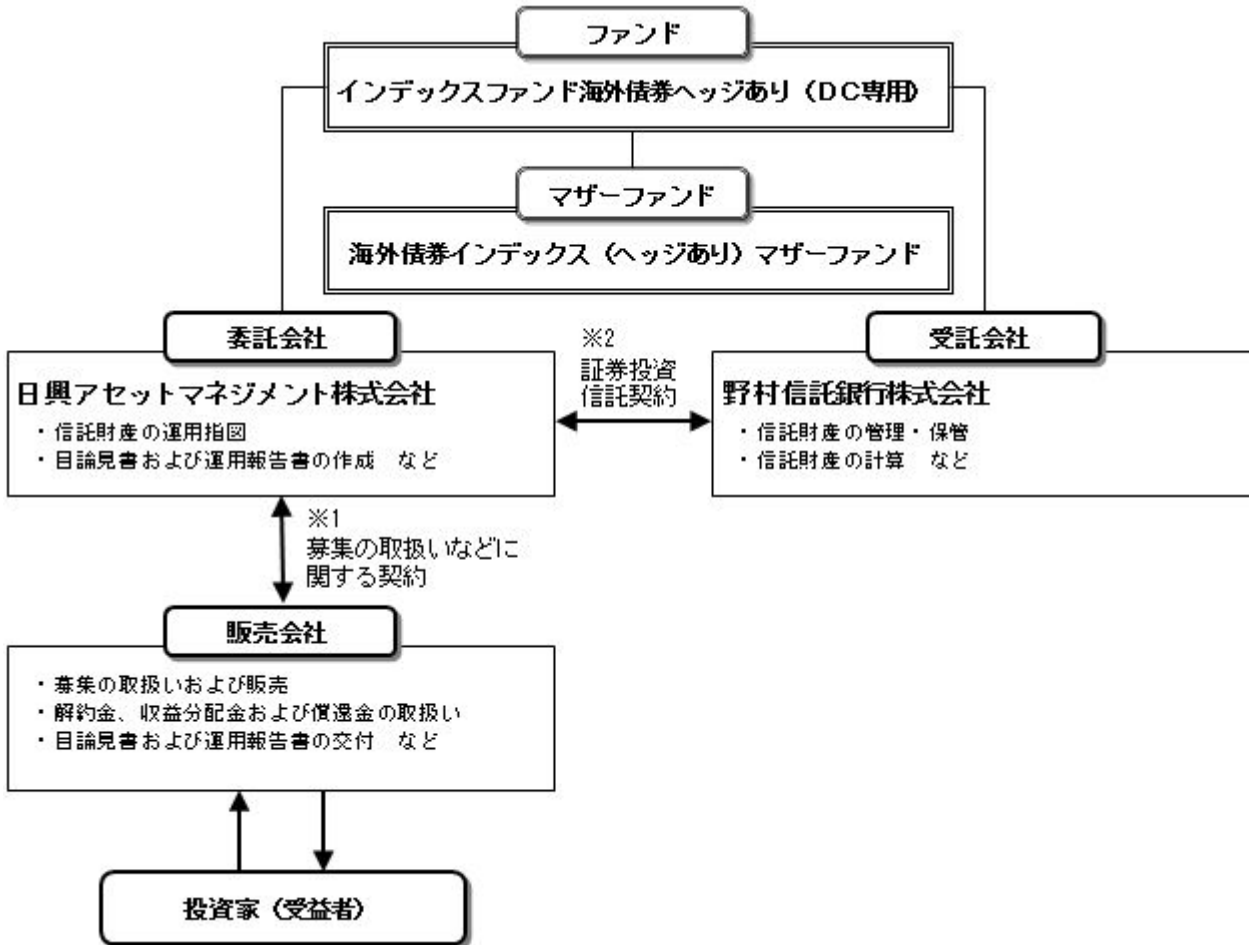 ファンド
インデックスファンド海外債券ヘッジあり（DC専用）
マザーファンド
海外債券インデックス（ヘッジあり）マザーファンド
委託会社
日興アセットマネジメント株式会社
・信託財産の運用指図
・目論見書および運用報告書の作成　など
※2
証券投資
信託契約
受託会社
野村信託銀行株式会社
・信託財産の管理・保管
・信託財産の計算　など
※1
募集の取扱いなどに
関する契約
販売会社
・募集の取扱いおよび販売
・解約金、収益分配金および償還金の取扱い
・目論見書および運用報告書の交付　など
投資家（受益者）